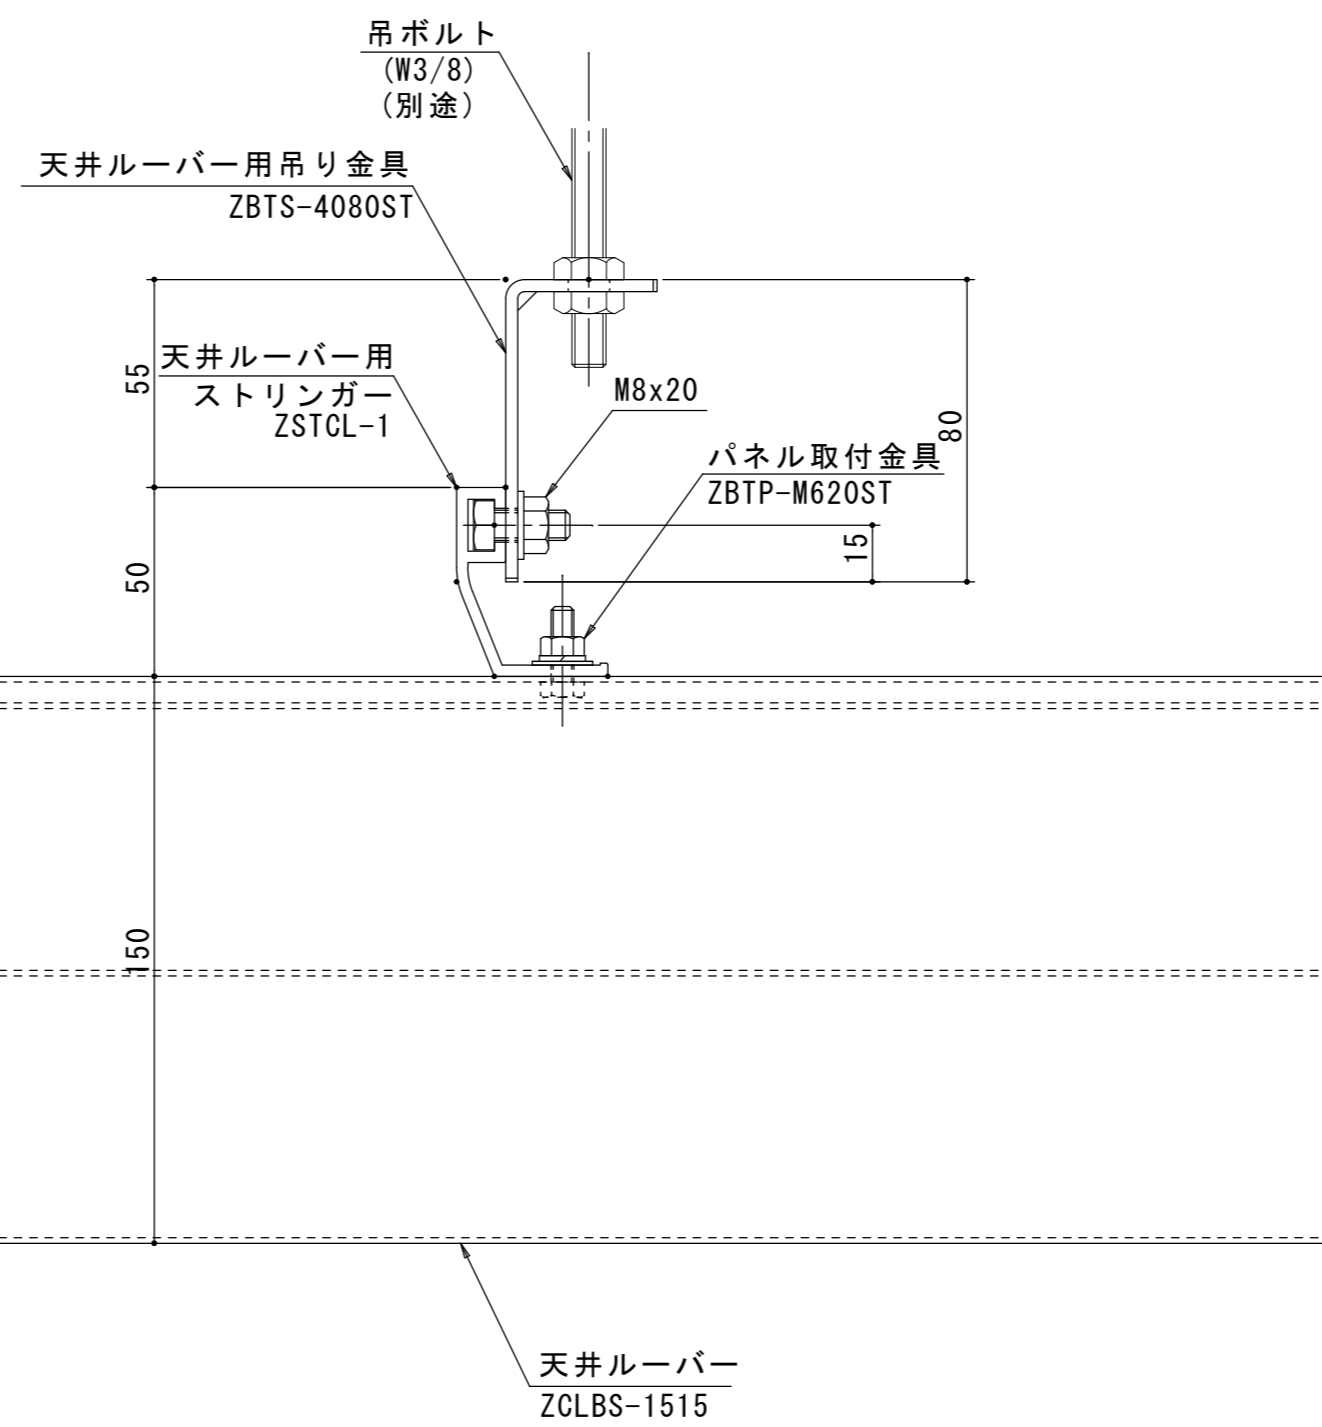 吊ボルト
(W3/8)
(別途)
天井ルーバー用吊り金具
ZBTS-4080ST
天井ルーバー用
ストリンガー
ZSTCL-1
M8x20
パネル取付金具
ZBTP-M620ST
55
80
15
50
150
天井ルーバー
ZCLBS-1515